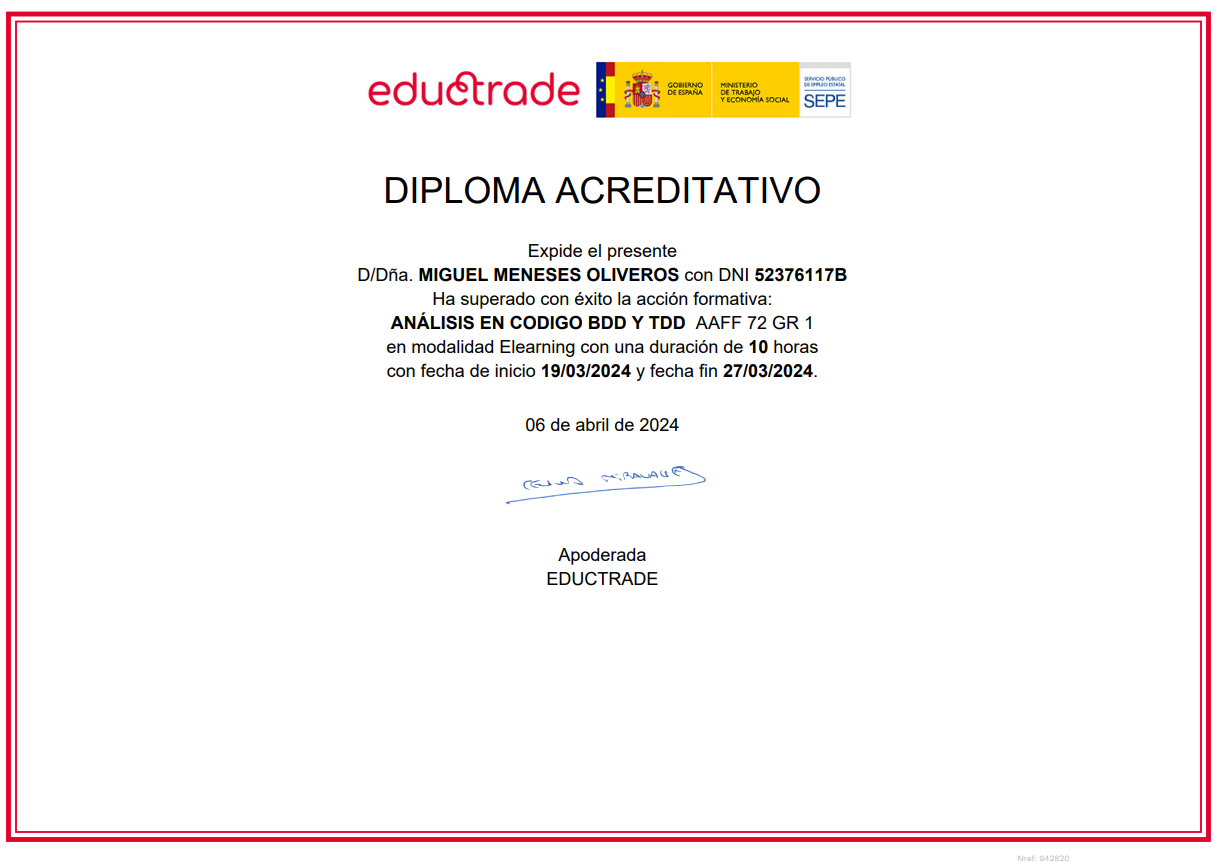 eductrade
GOBIERNO
DE ESPAÑA
MINISTERIO
DE TRABAJO
Y ECONOMÍA SOCIAL
SERVICIO PÚBLICO
DE EMPLEO ESTATAL
SEPE
DIPLOMA ACREDITATIVO
Expide el presente
D/Dña. MIGUEL MENESES OLIVEROS con DNI 52376117B
Ha superado con éxito la acción formativa:
ANÁLISIS EN CODIGO BDD Y TDD AAFF 72 GR 1
en modalidad Elearning con una duración de 10 horas
con fecha de inicio 19/03/2024 y fecha fin 27/03/2024.
06 de abril de 2024
Apoderada
EDUCTRADE
Nref: 942820